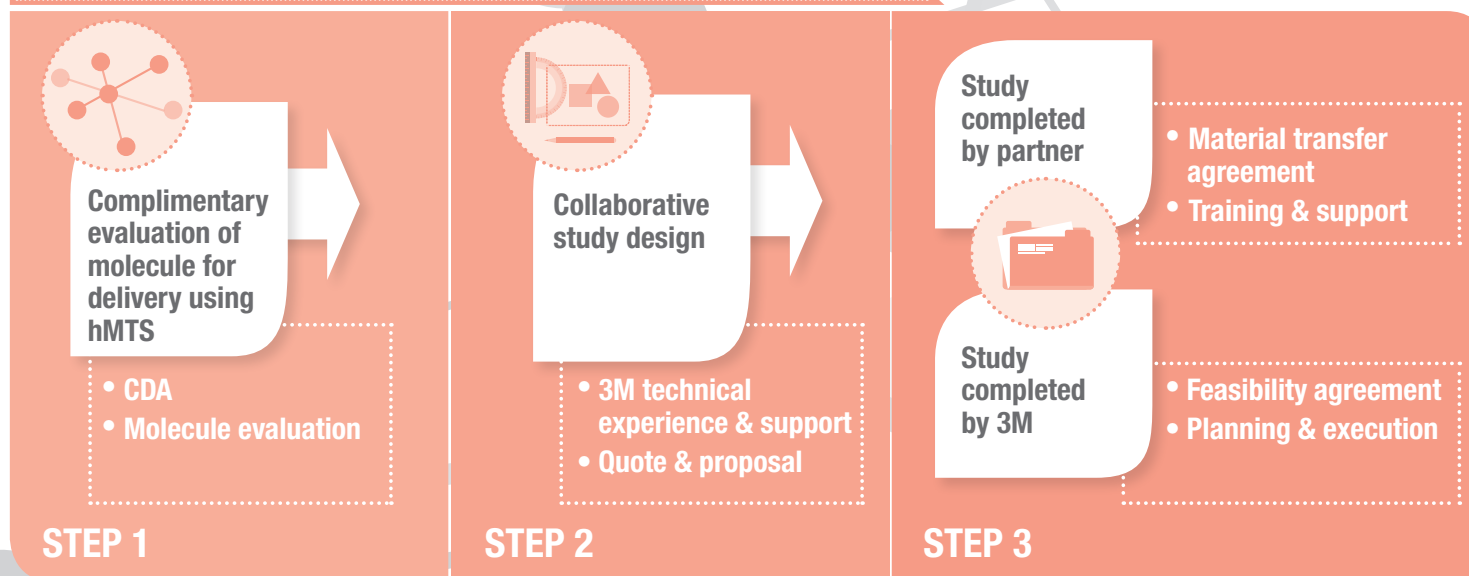 Complimentary
evaluation of
molecule for
delivery using
hMTS
• CDA
• Molecule evaluation
STEP 1
Collaborative
study design
• 3M technical
experience & support
• Quote & proposal
STEP 2
Study
completed
by partner
• Material transfer
agreement
• Training & support
Study
completed
by 3M
• Feasibility agreement
• Planning & execution
STEP 3